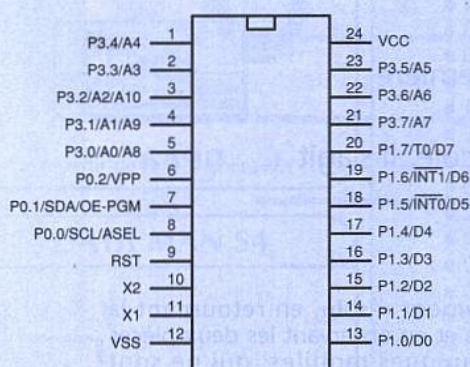 P3.4/A4 1 24 VCC
P3.3/A3 2 23 P3.5/A5
P3.2/A2/A10 3 22 P3.6/A6
P3.1/A1/A9 4 21 P3.7/A7
P3.0/A0/A8 5 20 P1.7/T0/D7
P0.2/VPP 6 19 P1.6/INT1/D6
P0.1/SDA/OE-PGM 7 18 P1.5/INT0/D5
P0.0/SCL/ASEL 8 17 P1.4/D4
RST 9 16 P1.3/D3
X2 10 15 P1.2/D2
X1 11 14 P1.1/D1
VSS 12 13 P1.0/D0